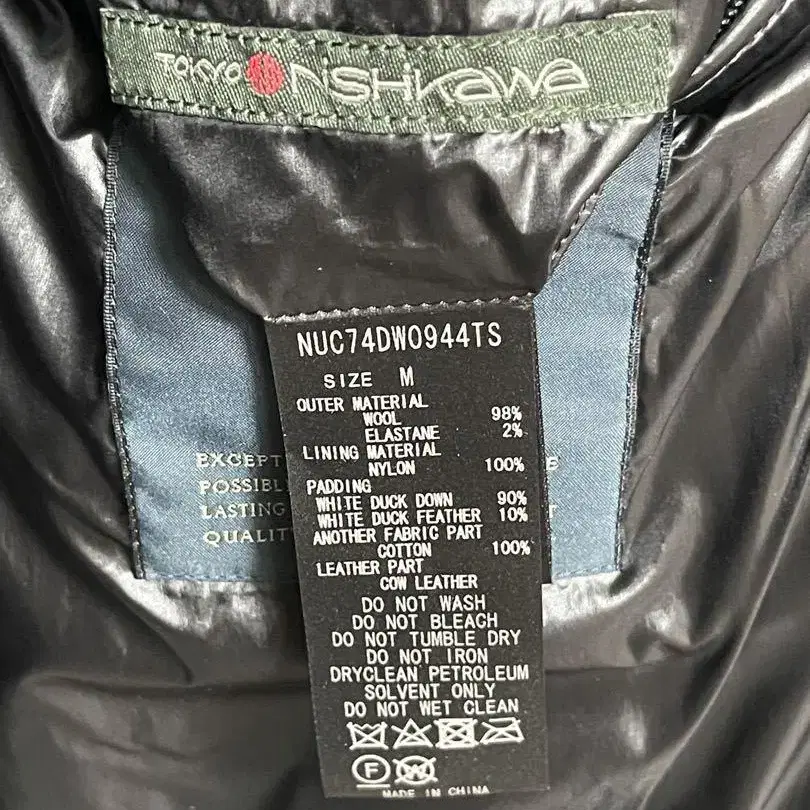 TOKYO nishikawa
NUC74DW0944TS
SIZE M
OUTER MATERIAL
WOOL 98%
ELASTANE 2%
LINING MATERIAL
NYLON 100%
PADDING
WHITE DUCK DOWN 90%
WHITE DUCK FEATHER 10%
ANOTHER FABRIC PART
COTTON 100%
LEATHER PART
COW LEATHER
DO NOT WASH
DO NOT BLEACH
DO NOT TUMBLE DRY
DO NOT IRON
DRYCLEAN PETROLEUM
SOLVENT ONLY
DO NOT WET CLEAN
F W
MADE IN CHINA
LASTING